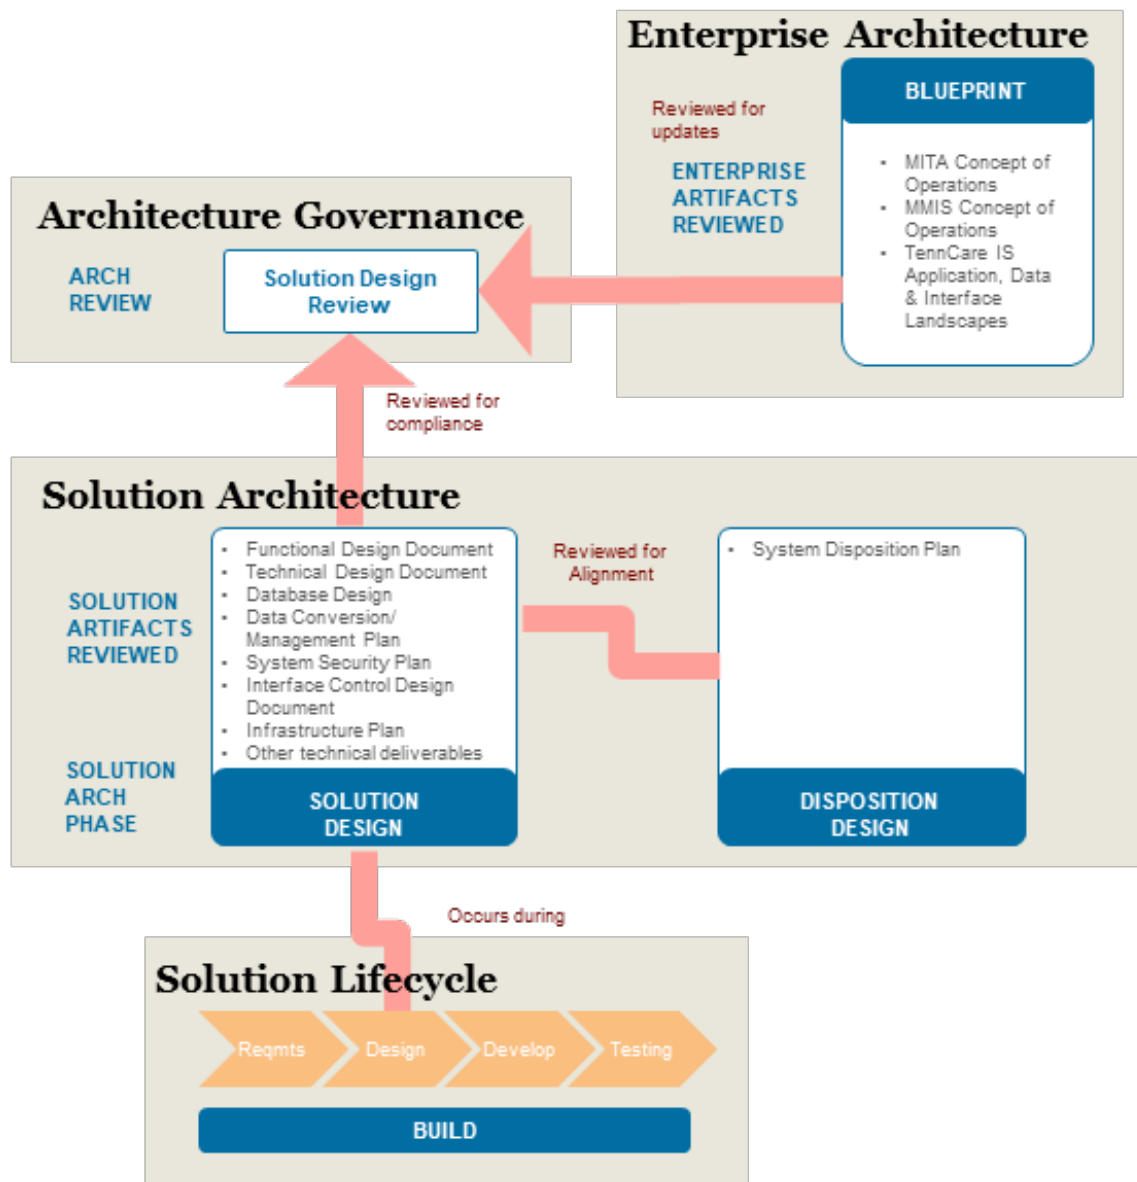 Enterprise Architecture
BLUEPRINT
Reviewed for
updates
ENTERPRISE
ARTIFACTS
REVIEWED
▪ MITA Concept of
Operations
▪ MMIS Concept of
Operations
▪ TennCare IS
Application, Data
& Interface
Landscapes
Architecture Governance
ARCH
REVIEW
Solution Design
Review
Reviewed for
compliance
Solution Architecture
SOLUTION
ARTIFACTS
REVIEWED
▪ Functional Design Document
▪ Technical Design Document
▪ Database Design
▪ Data Conversion/
Management Plan
▪ System Security Plan
▪ Interface Control Design
Document
▪ Infrastructure Plan
▪ Other technical deliverables
Reviewed for
Alignment
▪ System Disposition Plan
SOLUTION
ARCH
PHASE
SOLUTION
DESIGN
DISPOSITION
DESIGN
Occurs during
Solution Lifecycle
Reqmts
Design
Develop
Testing
BUILD